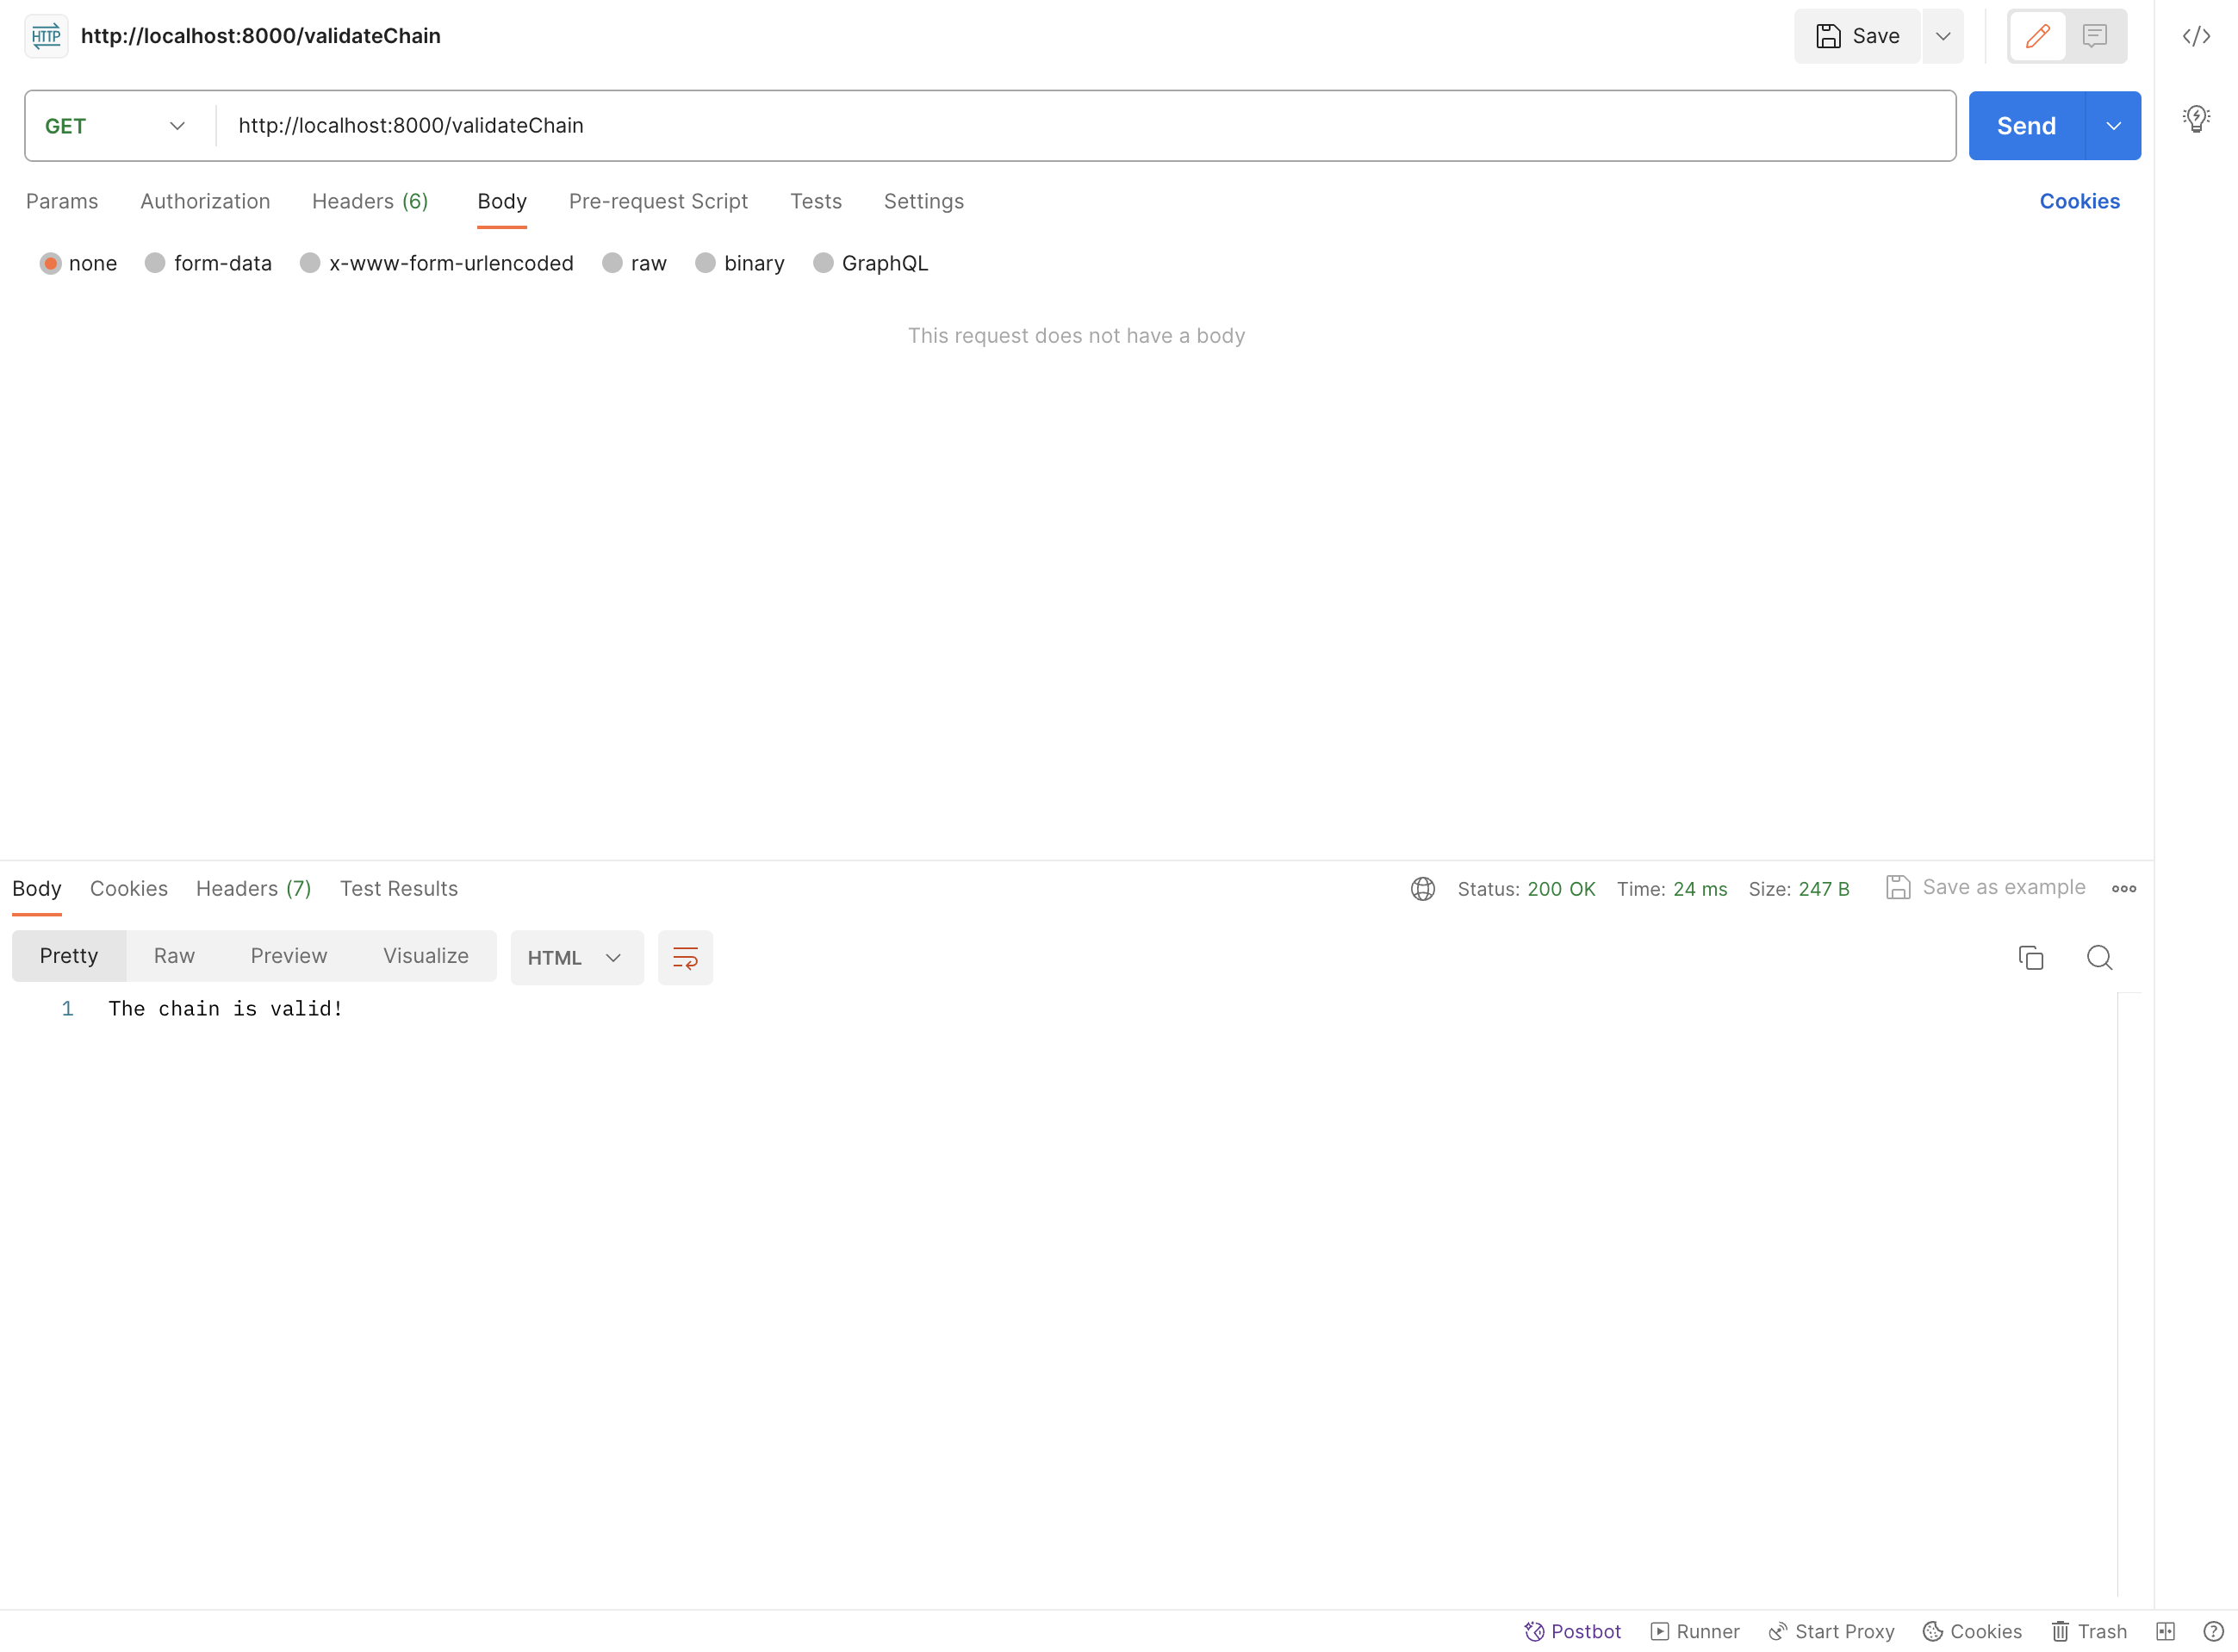 HTTP http://localhost:8000/validateChain Save
GET http://localhost:8000/validateChain Send
Params Authorization Headers (6) Body Pre-request Script Tests Settings Cookies
none form-data x-www-form-urlencoded raw binary GraphQL
This request does not have a body
Body Cookies Headers (7) Test Results Status: 200 OK Time: 24 ms Size: 247 B Save as example
Pretty Raw Preview Visualize HTML
1 The chain is valid!
Postbot Runner Start Proxy Cookies Trash